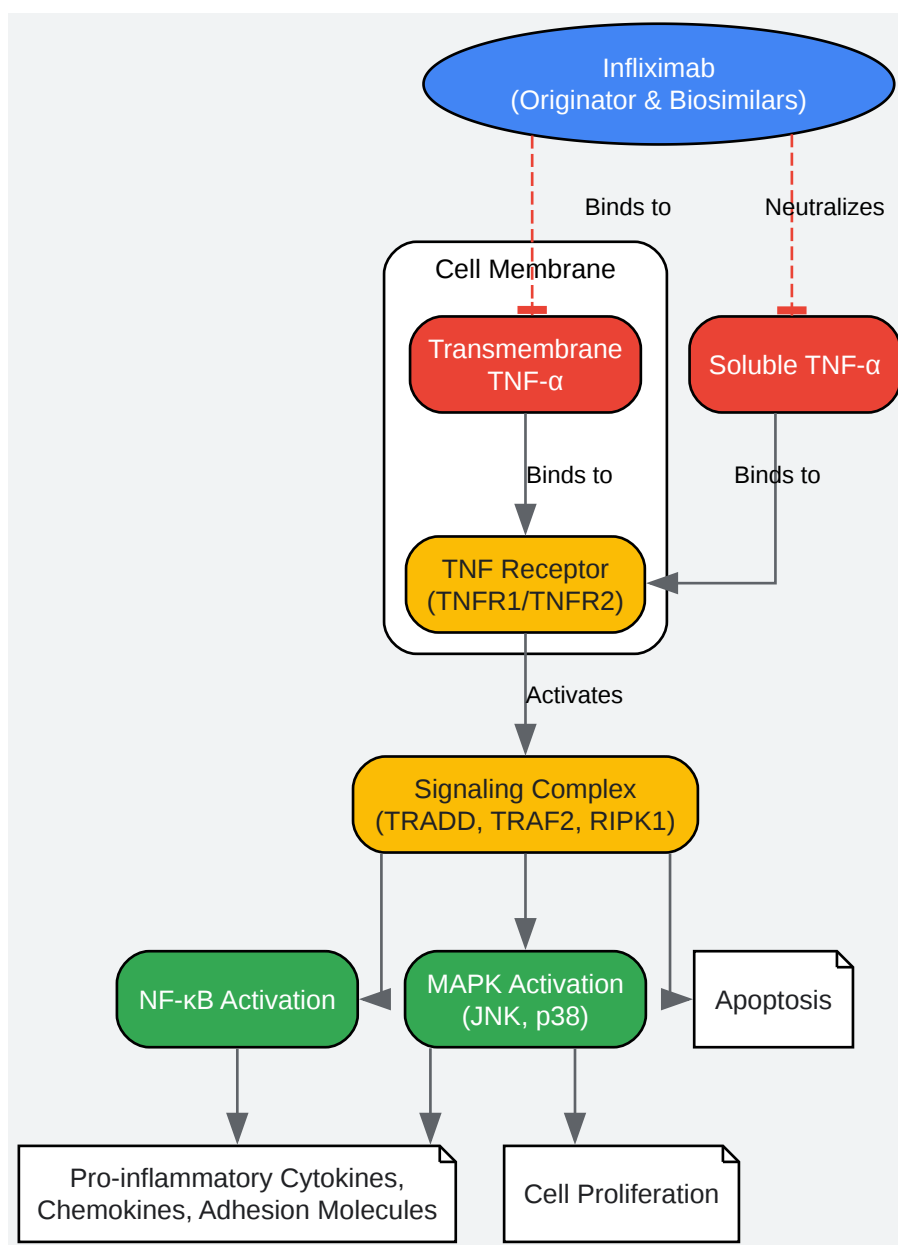 Infliximab
(Originator & Biosimilars)
Binds to
Neutralizes
Cell Membrane
Transmembrane
TNF-α
Soluble TNF-α
Binds to
Binds to
TNF Receptor
(TNFR1/TNFR2)
Activates
Signaling Complex
(TRADD, TRAF2, RIPK1)
NF-κB Activation
MAPK Activation
(JNK, p38)
Apoptosis
Pro-inflammatory Cytokines,
Chemokines, Adhesion Molecules
Cell Proliferation